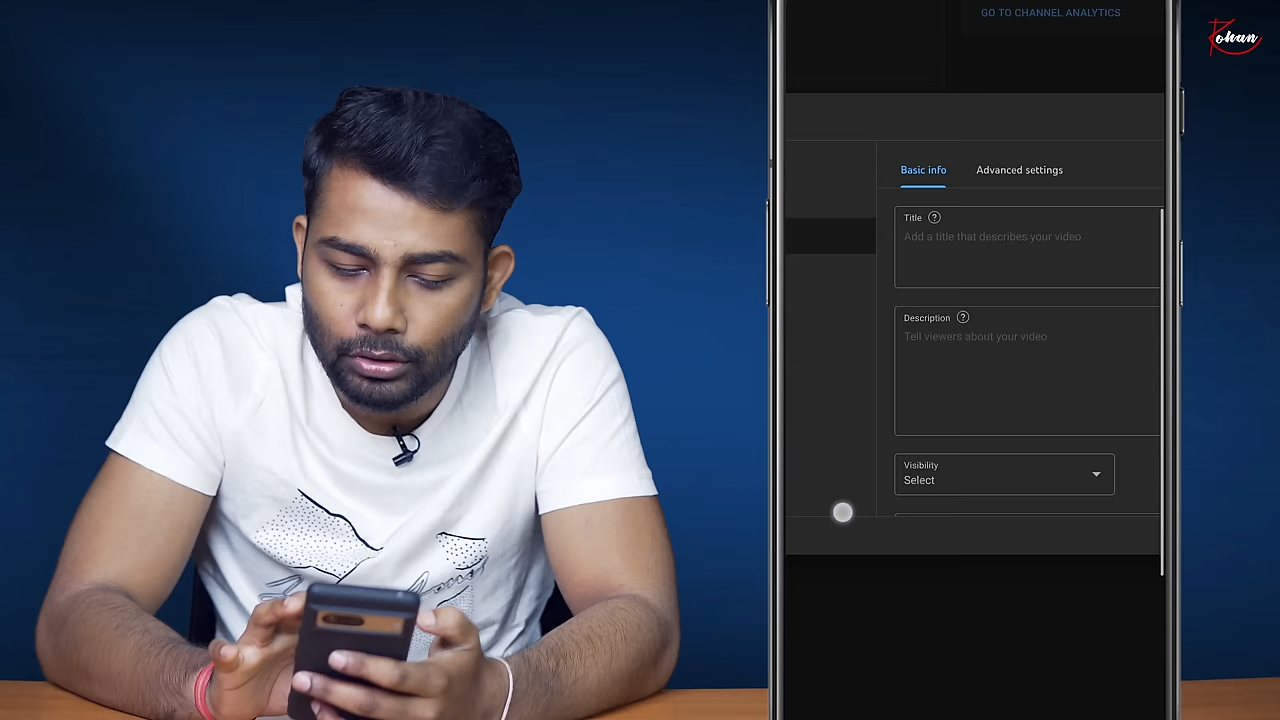 GO TO CHANNEL ANALYTICS
Rohan
Basic info
Advanced settings
Title
Add a title that describes your video
Description
Tell viewers about your video
Visibility
Select